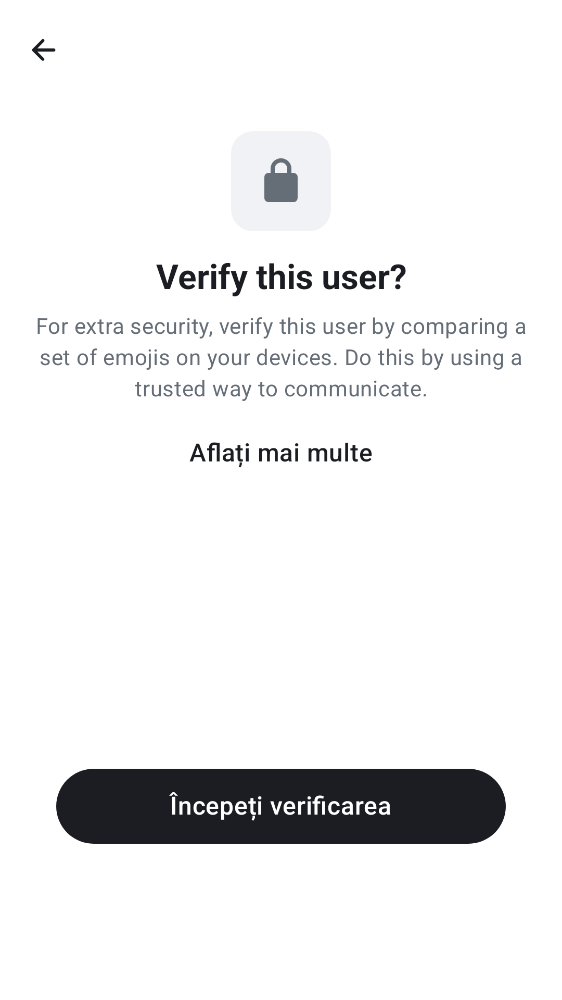 Verify this user?
For extra security, verify this user by comparing a
set of emojis on your devices. Do this by using a
trusted way to communicate.
Aflați mai multe
Începeți verificarea